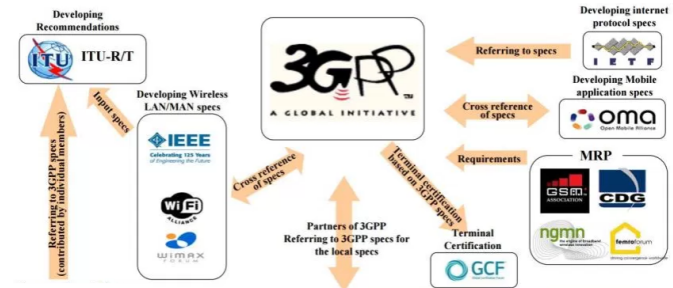 Developing
Recommendations
ITU
ITU-R/T
Input specs
Referring to 3GPP specs
(contributed by individual members)
Developing Wireless
LAN/MAN specs
IEEE
Celebrating 125 Years
of Engineering the Future
Wi Fi
ALLIANCE
WiMAX
FORUM
Cross reference
of specs
3GPP
TM
A GLOBAL INITIATIVE
Partners of 3GPP
Referring to 3GPP specs for
the local specs
Terminal certification
based on 3GPP specs
Terminal
Certification
GCF
Developing internet
protocol specs
Referring to specs
I E T F
Developing Mobile
application specs
Cross reference
of specs
oma
Open Mobile Alliance
Requirements
MRP
GSM
ASSOCIATION
CDG
ngmn
femtoforum